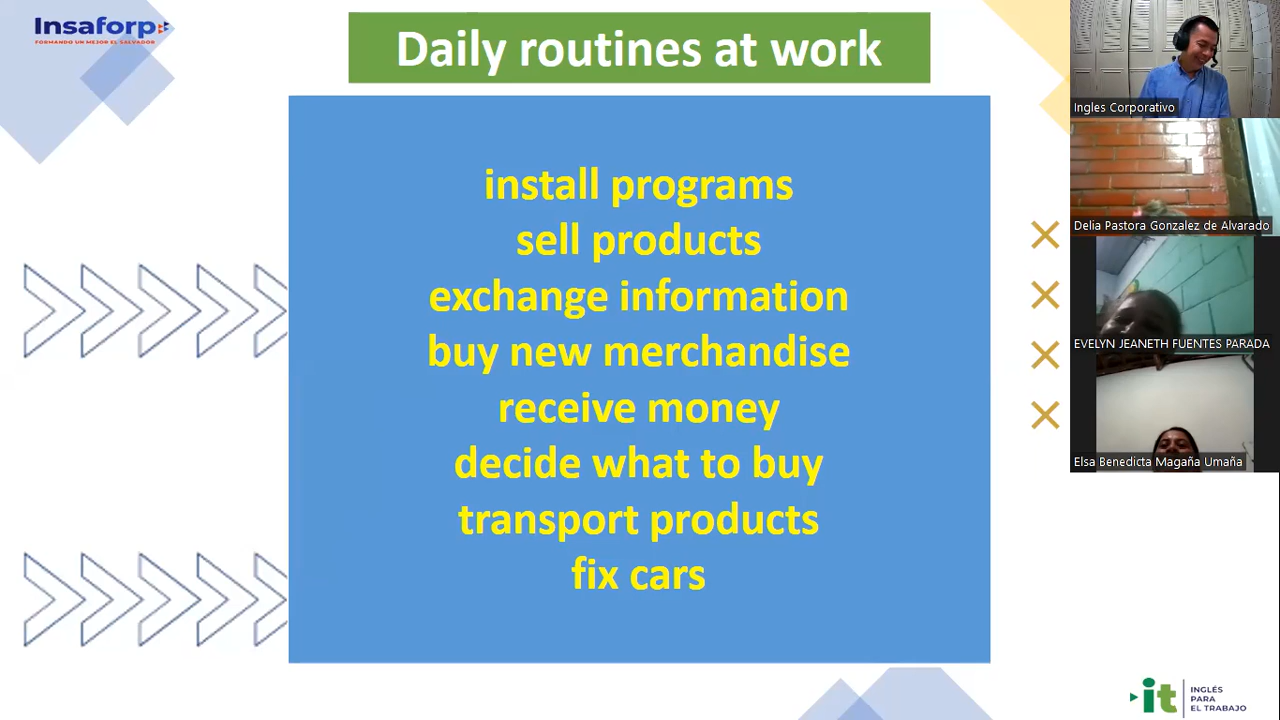 Insaforp
FORMANDO UN MEJOR EL SALVADOR
Daily routines at work
install programs
sell products
exchange information
buy new merchandise
receive money
decide what to buy
transport products
fix cars
Ingles Corporativo
Delia Pastora Gonzalez de Alvarado
EVELYN JEANETH FUENTES PARADA
Elsa Benedicta Magaña Umaña
it
INGLÉS
PARA
EL TRABAJO